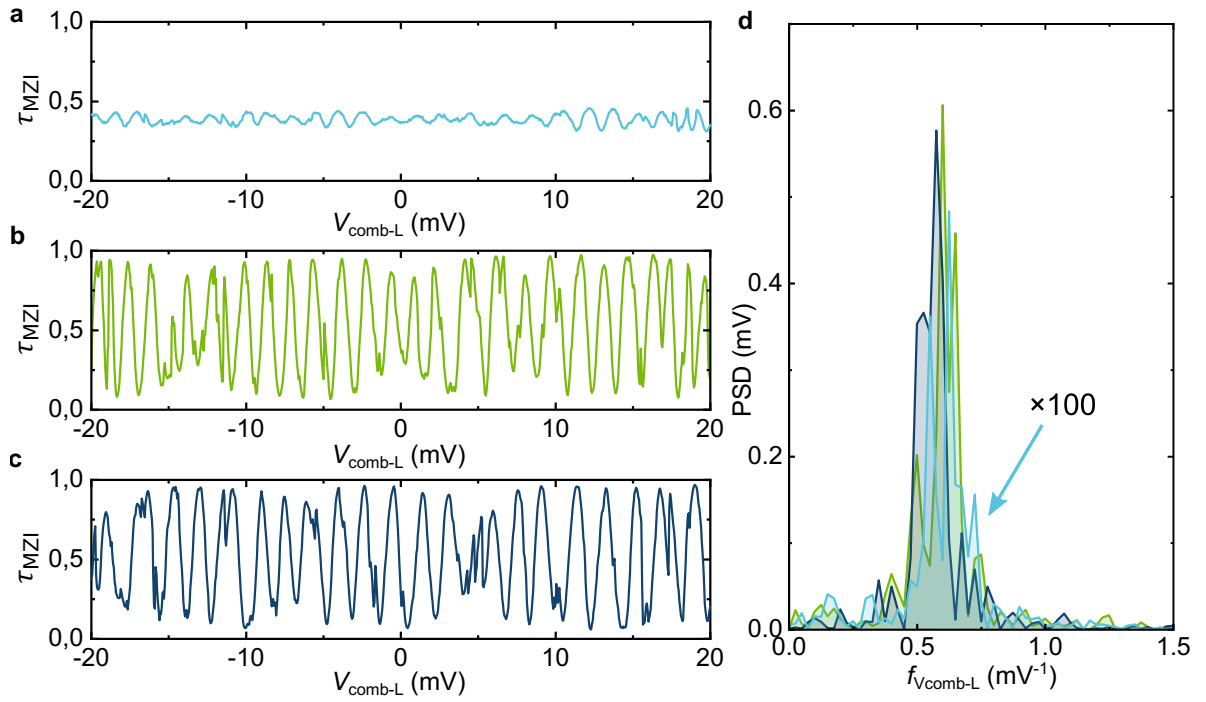 a
1,0
0,5
0,0
τMZI
-20 -10 0 10 20
Vcomb-L (mV)
b
1,0
0,5
0,0
τMZI
-20 -10 0 10 20
Vcomb-L (mV)
c
1,0
0,5
0,0
τMZI
-20 -10 0 10 20
Vcomb-L (mV)
d
0.6
0.4
0.2
0.0
PSD (mV)
×100
0.0 0.5 1.0 1.5
fVcomb-L (mV-1)